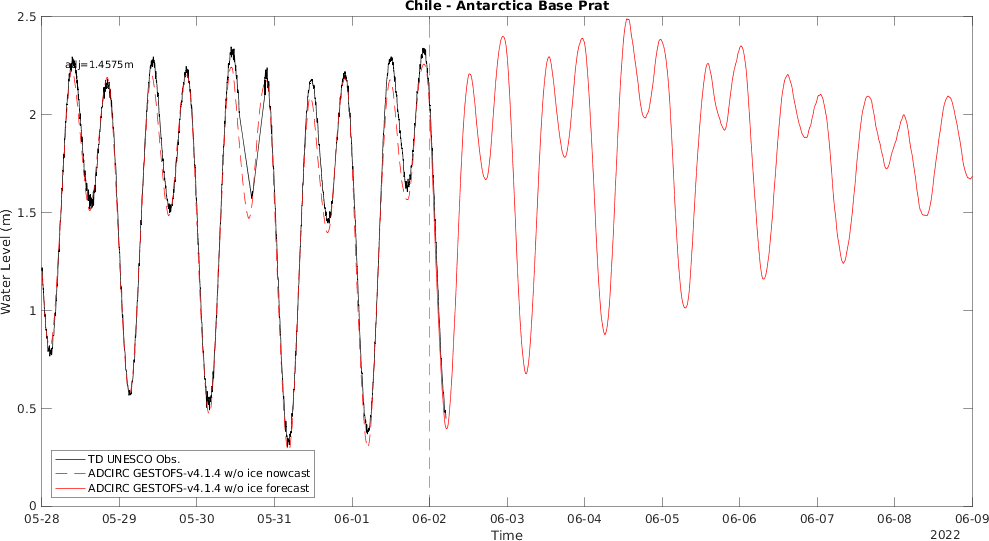 Chile - Antarctica Base Prat
2.5
adj=1.4575m
2
1.5
Water Level (m)
1
0.5
TD UNESCO Obs.
ADCIRC GESTOFS-v4.1.4 w/o ice nowcast
ADCIRC GESTOFS-v4.1.4 w/o ice forecast
0
05-28 05-29 05-30 05-31 06-01 06-02 06-03 06-04 06-05 06-06 06-07 06-08 06-09
Time
2022